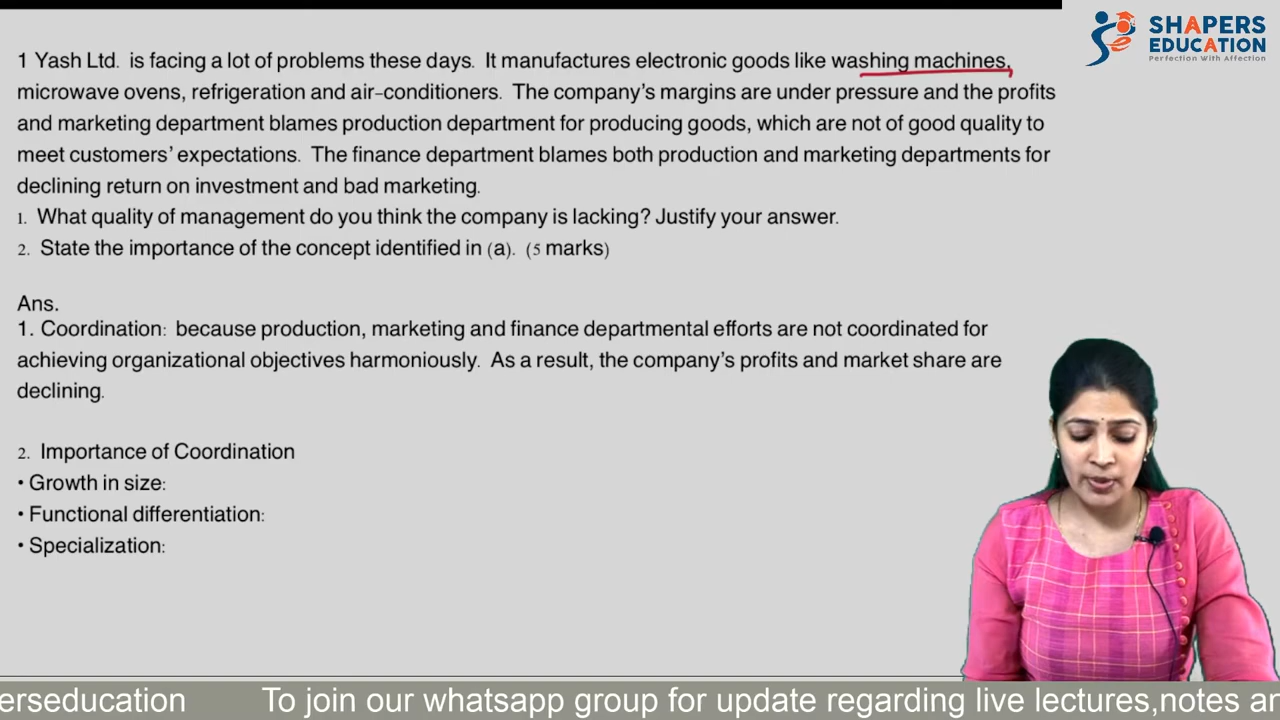 SHAPERS
EDUCATION
Perfection With Affection
1 Yash Ltd. is facing a lot of problems these days. It manufactures electronic goods like washing machines,
microwave ovens, refrigeration and air-conditioners. The company's margins are under pressure and the profits
and marketing department blames production department for producing goods, which are not of good quality to
meet customers' expectations. The finance department blames both production and marketing departments for
declining return on investment and bad marketing.
1. What quality of management do you think the company is lacking? Justify your answer.
2. State the importance of the concept identified in (a). (5 marks)
Ans.
1. Coordination: because production, marketing and finance departmental efforts are not coordinated for
achieving organizational objectives harmoniously. As a result, the company's profits and market share are
declining.
2. Importance of Coordination
• Growth in size:
• Functional differentiation:
• Specialization:
erseducation To join our whatsapp group for update regarding live lectures,notes an